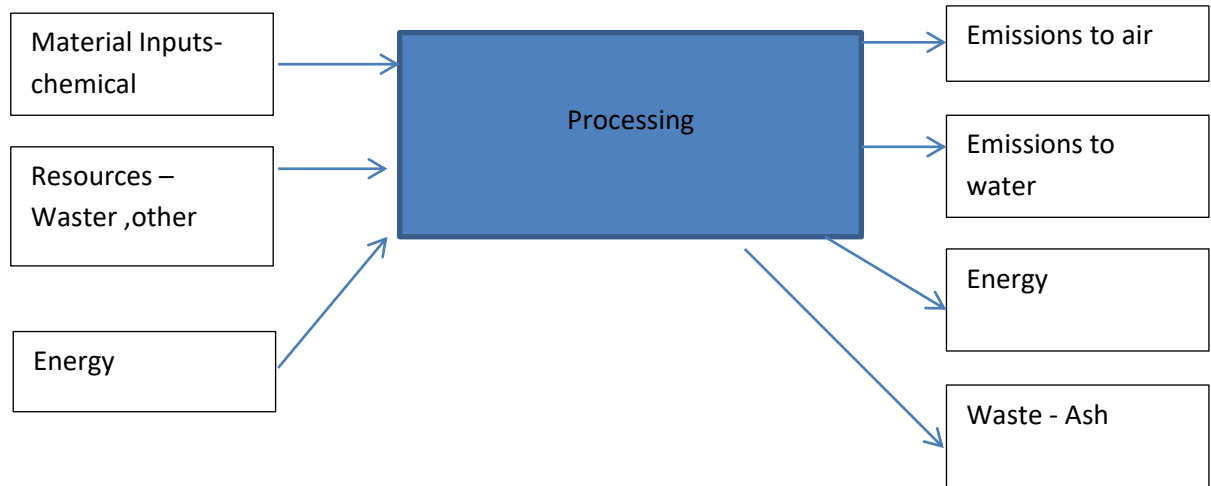 Material Inputs-
chemical
Resources –
Waster ,other
Energy
Processing
Emissions to air
Emissions to
water
Energy
Waste - Ash